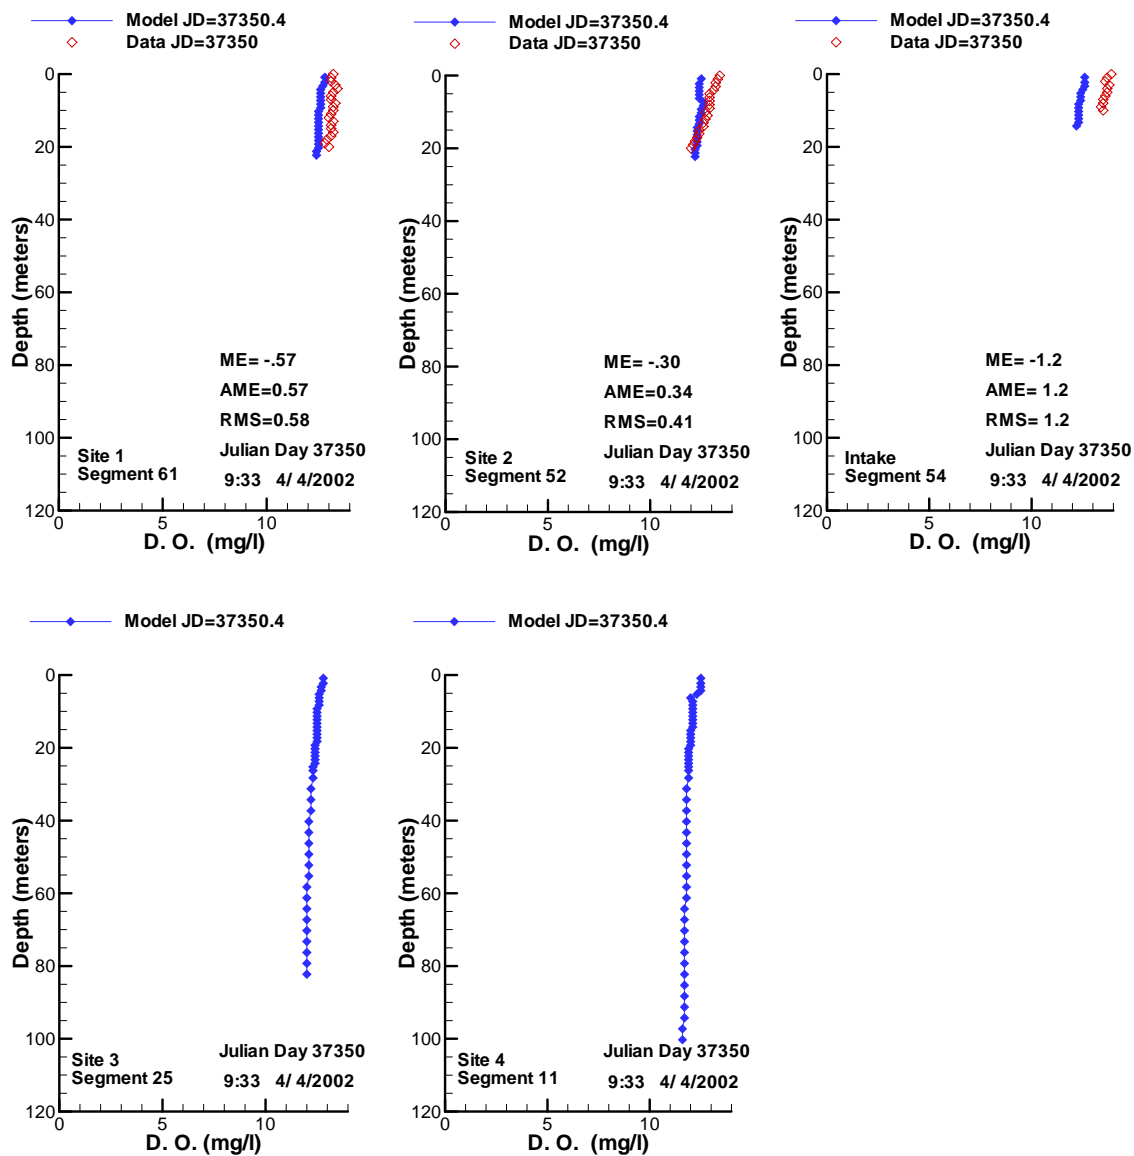 Model JD=37350.4
Data JD=37350
0
20
40
60
80
100
120
Depth (meters)
ME= -.57
AME=0.57
RMS=0.58
Julian Day 37350
9:33 4/ 4/2002
Site 1
Segment 61
0 5 10
D. O. (mg/l)
Model JD=37350.4
Data JD=37350
0
20
40
60
80
100
120
Depth (meters)
ME= -.30
AME=0.34
RMS=0.41
Julian Day 37350
9:33 4/ 4/2002
Site 2
Segment 52
0 5 10
D. O. (mg/l)
Model JD=37350.4
Data JD=37350
0
20
40
60
80
100
120
Depth (meters)
ME= -1.2
AME= 1.2
RMS= 1.2
Julian Day 37350
9:33 4/ 4/2002
Intake
Segment 54
0 5 10
D. O. (mg/l)
Model JD=37350.4
0
20
40
60
80
100
120
Depth (meters)
Julian Day 37350
9:33 4/ 4/2002
Site 3
Segment 25
0 5 10
D. O. (mg/l)
Model JD=37350.4
0
20
40
60
80
100
120
Depth (meters)
Julian Day 37350
9:33 4/ 4/2002
Site 4
Segment 11
0 5 10
D. O. (mg/l)